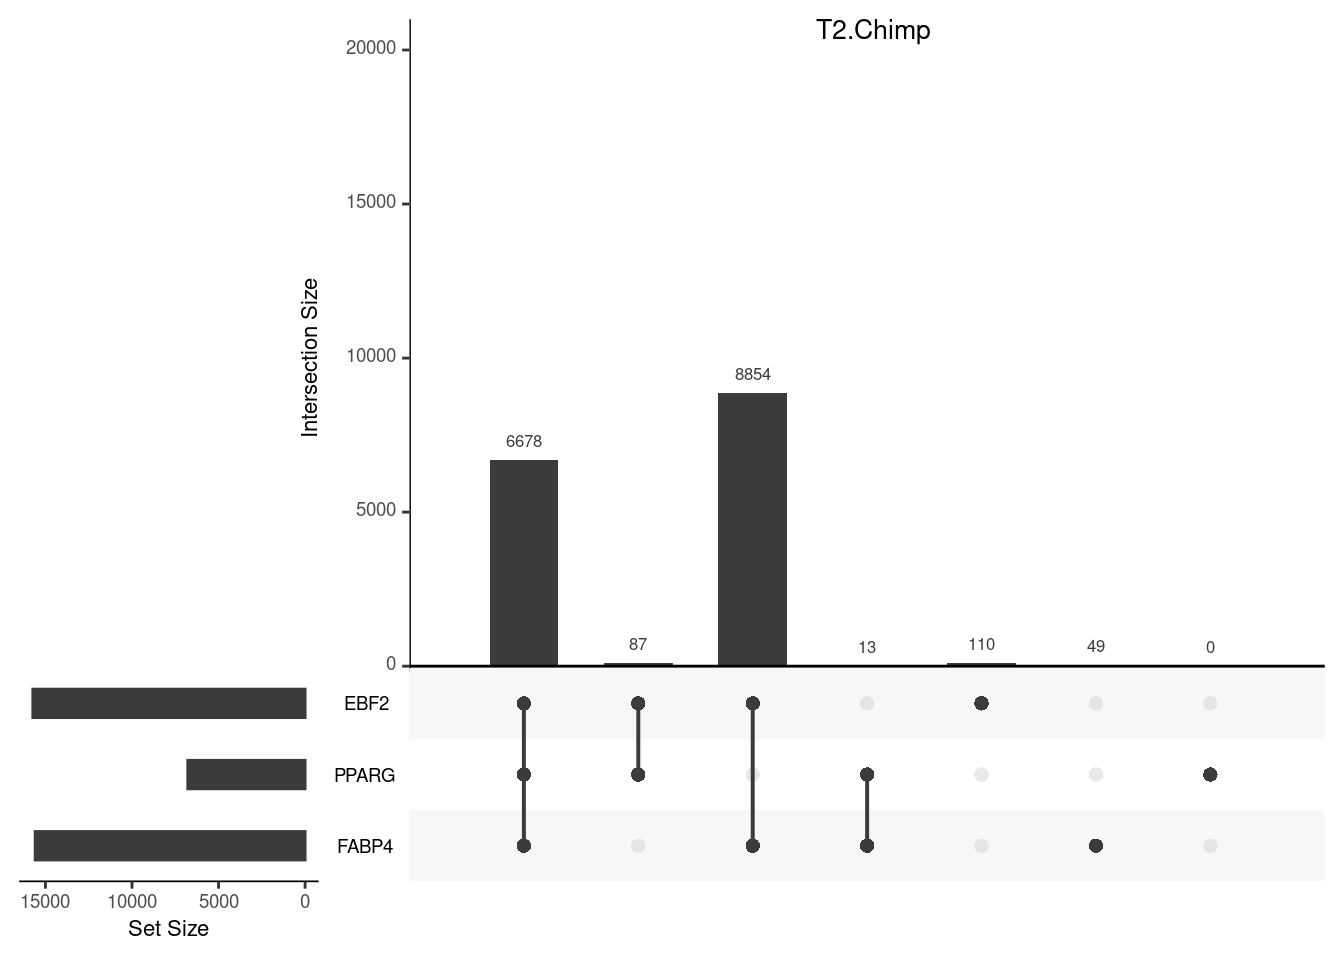 T2.Chimp
20000
15000
10000
5000
0
Intersection Size
8854
6678
87
13
110
49
0
EBF2
PPARG
FABP4
15000 10000 5000 0
Set Size